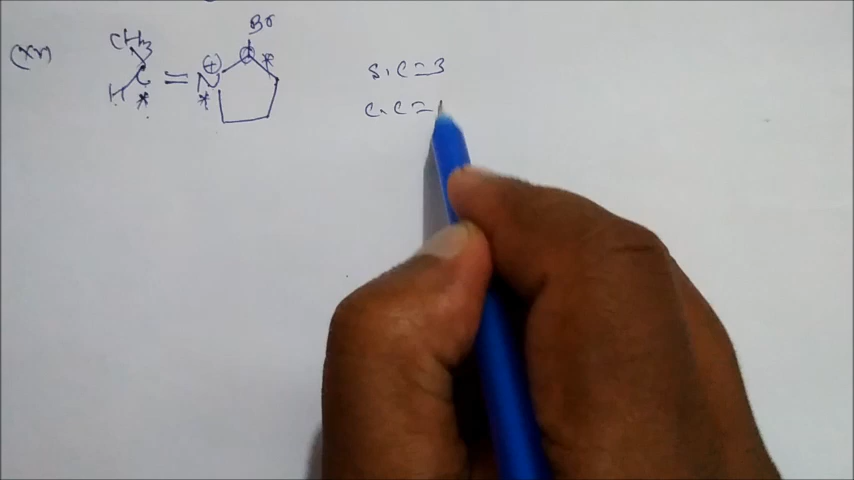 (xv)
Br
CH3
H C* = N⊕ *
*
S.C = 3
C.C =